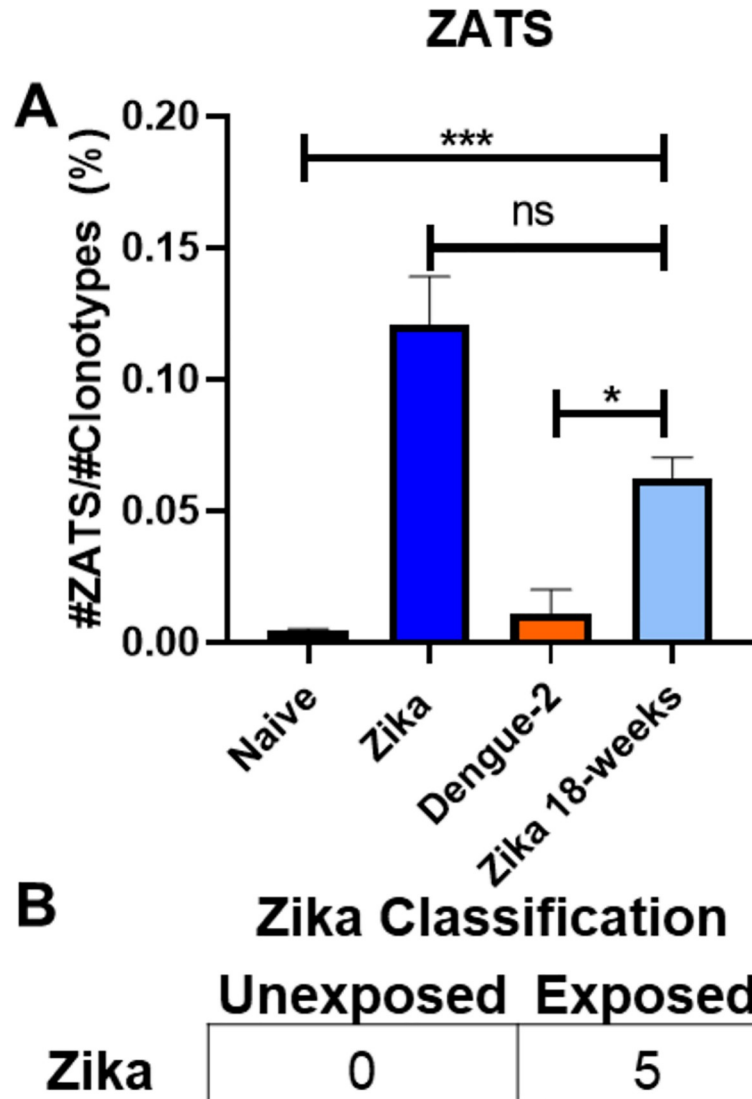 ZATS
A
#ZATS/#Clonotypes (%)
0.20
0.15
0.10
0.05
0.00
***
ns
*
Naive
Zika
Dengue-2
Zika 18-weeks
B
Zika Classification
Unexposed Exposed
Zika 0 5